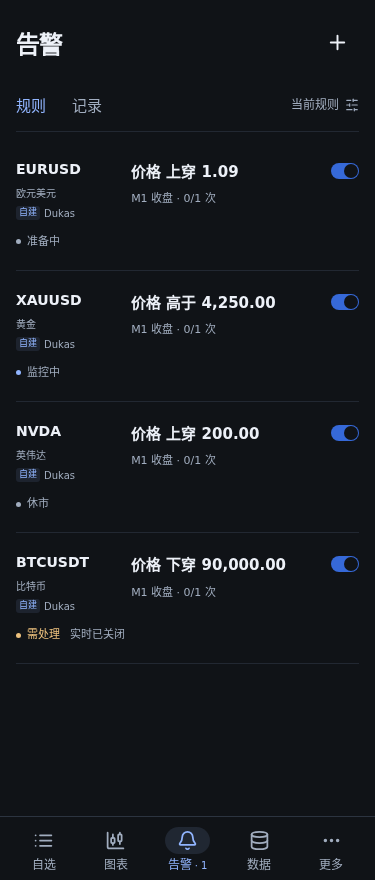 告警
规则 记录 当前规则
EURUSD 价格 上穿 1.09
欧元美元 M1 收盘 · 0/1 次
自建 Dukas
准备中
XAUUSD 价格 高于 4,250.00
黄金 M1 收盘 · 0/1 次
自建 Dukas
监控中
NVDA 价格 上穿 200.00
英伟达 M1 收盘 · 0/1 次
自建 Dukas
休市
BTCUSDT 价格 下穿 90,000.00
比特币 M1 收盘 · 0/1 次
自建 Dukas
需处理 实时已关闭
自选 图表 告警 · 1 数据 更多